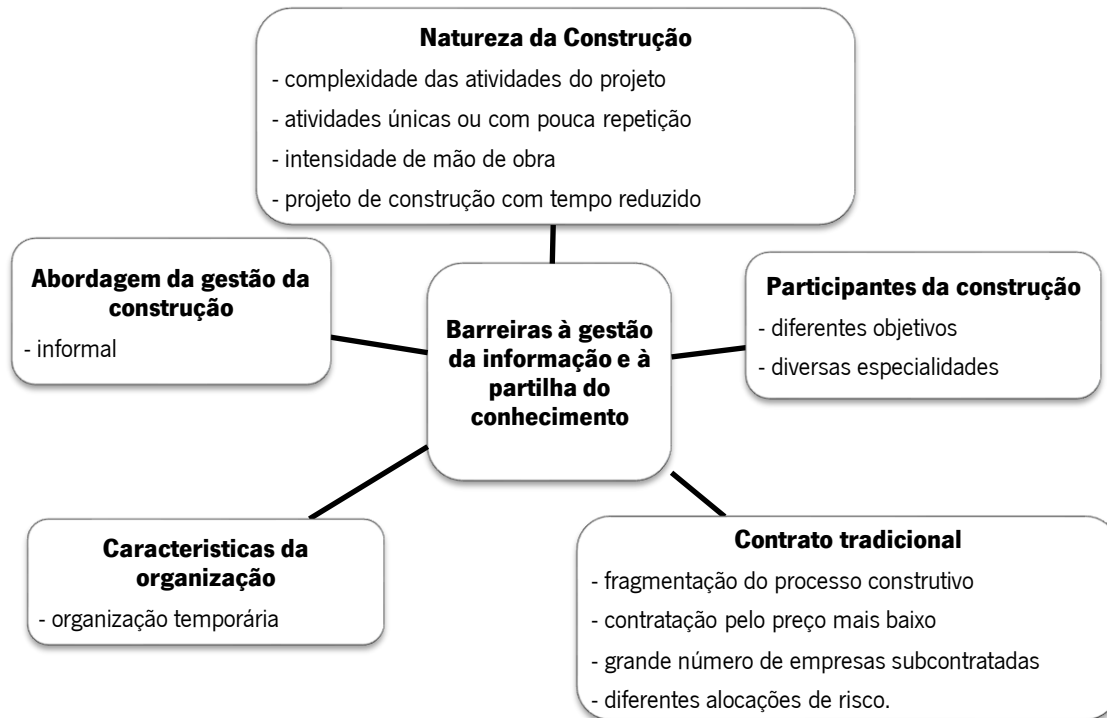 Natureza da Construção
- complexidade das atividades do projeto
- atividades únicas ou com pouca repetição
- intensidade de mão de obra
- projeto de construção com tempo reduzido
Abordagem da gestão da
construção
- informal
Barreiras à gestão
da informação e à
partilha do
conhecimento
Participantes da construção
- diferentes objetivos
- diversas especialidades
Caracteristicas da
organização
- organização temporária
Contrato tradicional
- fragmentação do processo construtivo
- contratação pelo preço mais baixo
- grande número de empresas subcontratadas
- diferentes alocações de risco.